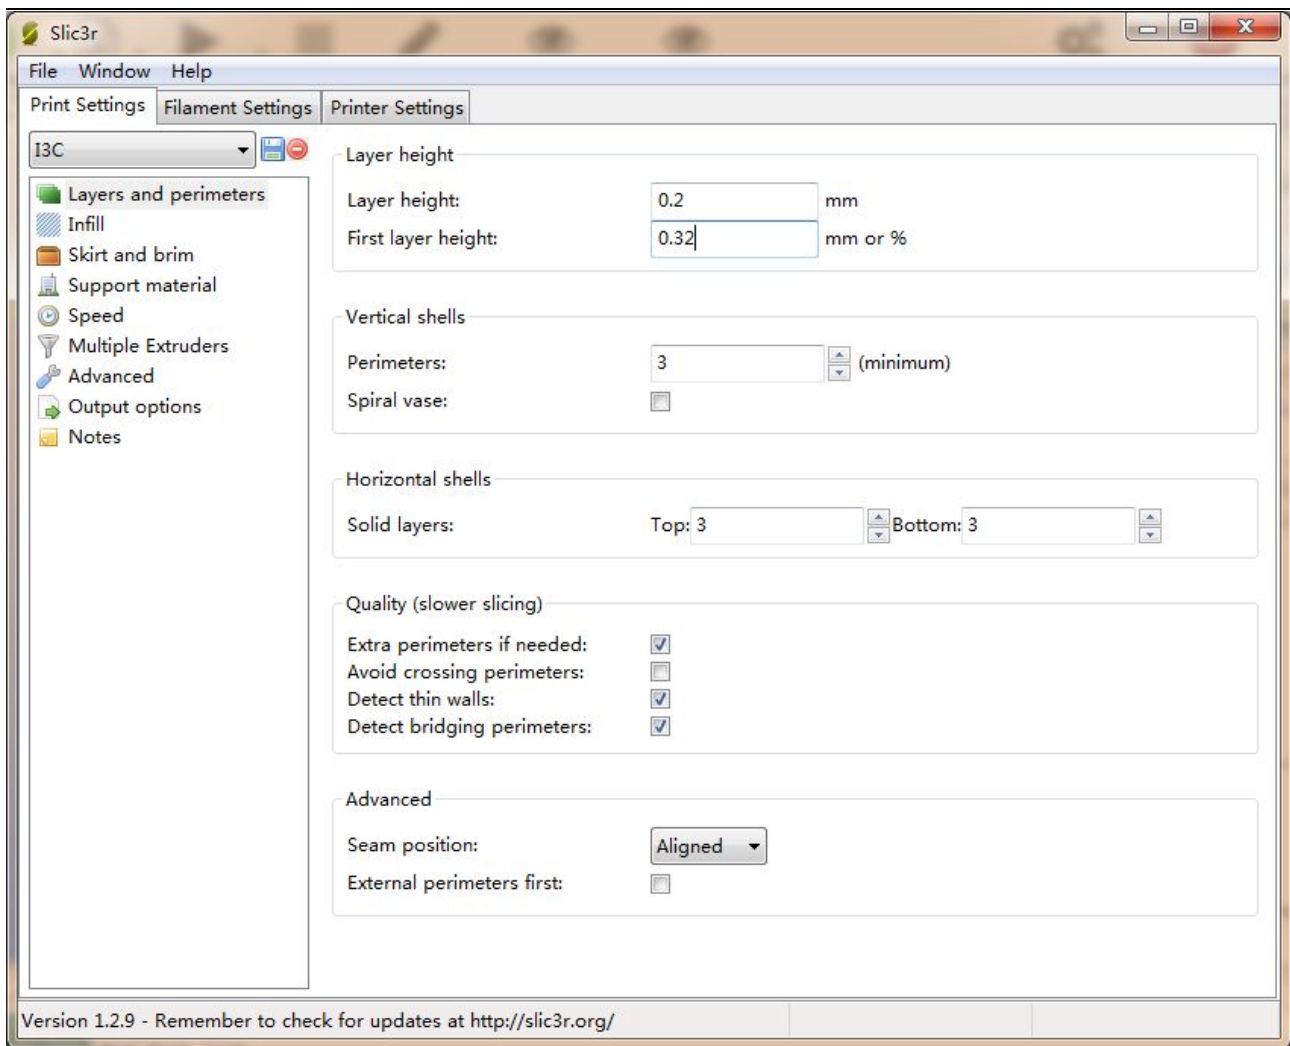 Slic3r
File Window Help
Print Settings Filament Settings Printer Settings
I3C
Layers and perimeters
Infill
Skirt and brim
Support material
Speed
Multiple Extruders
Advanced
Output options
Notes
Layer height
Layer height: 0.2 mm
First layer height: 0.32 mm or %
Vertical shells
Perimeters: 3 (minimum)
Spiral vase:
Horizontal shells
Solid layers: Top: 3 Bottom: 3
Quality (slower slicing)
Extra perimeters if needed:
Avoid crossing perimeters:
Detect thin walls:
Detect bridging perimeters:
Advanced
Seam position: Aligned
External perimeters first:
Version 1.2.9 - Remember to check for updates at http://slic3r.org/